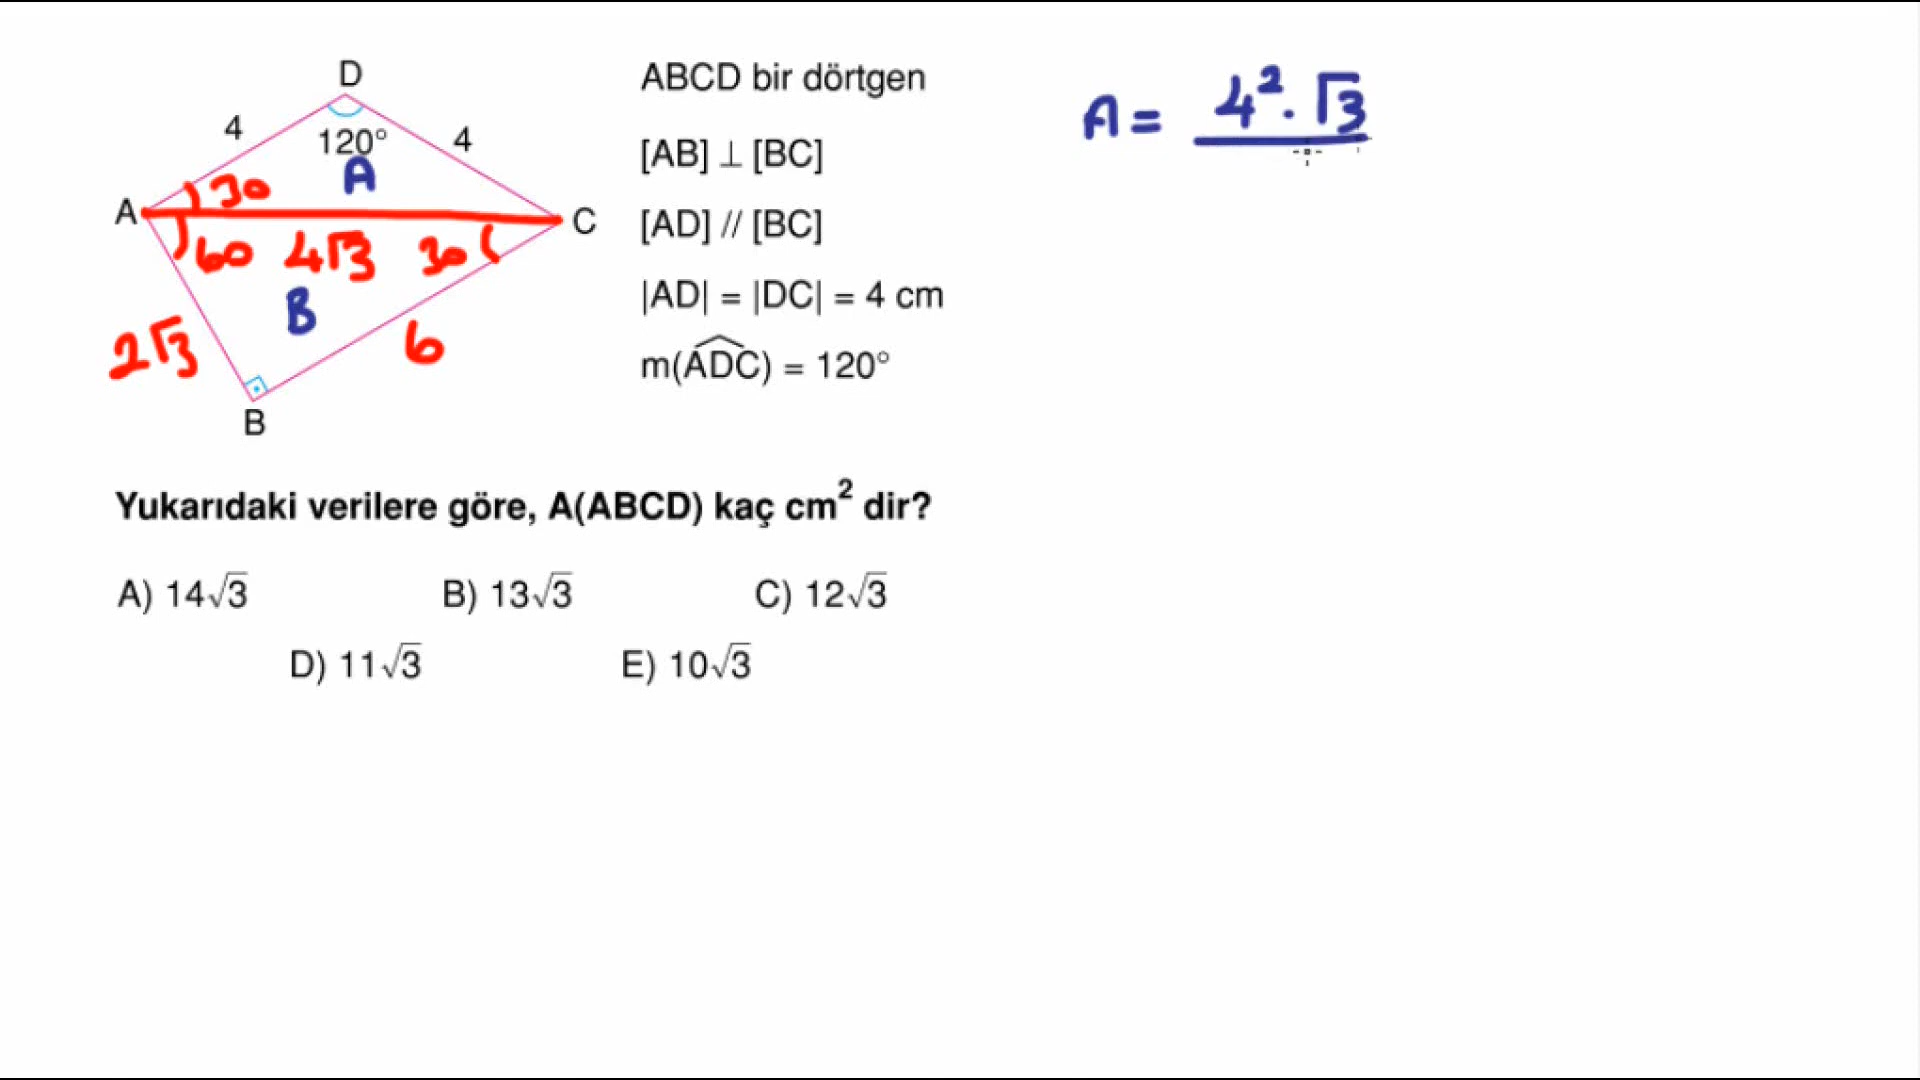 D
4
120°
4
A
30
A
C
60
4√3
30
B
2√3
6
B
ABCD bir dörtgen
[AB] ⊥ [BC]
[AD] // [BC]
|AD| = |DC| = 4 cm
m(ADC) = 120°
A = 4² . √3
Yukarıdaki verilere göre, A(ABCD) kaç cm² dir?
A) 14√3 B) 13√3 C) 12√3
D) 11√3 E) 10√3